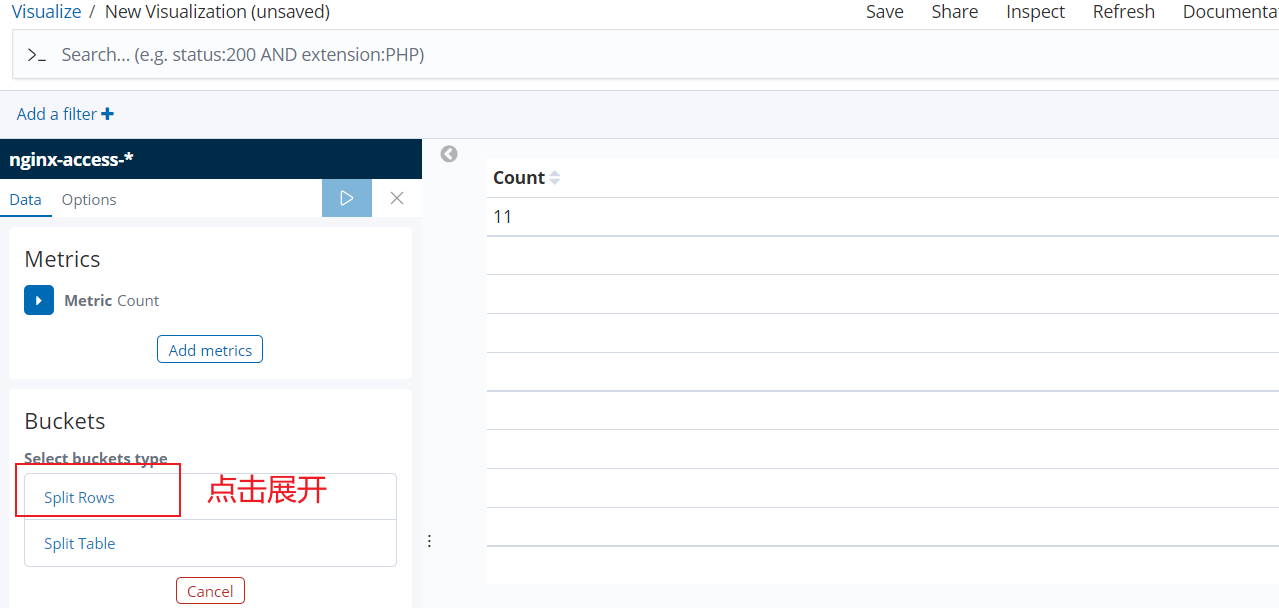 Visualize / New Visualization (unsaved)
Save Share Inspect Refresh Documenta
>_ Search... (e.g. status:200 AND extension:PHP)
Add a filter +
nginx-access-*
Data Options
Count
11
Metrics
Metric Count
Add metrics
Buckets
Select buckets type
Split Rows
点击展开
Split Table
Cancel